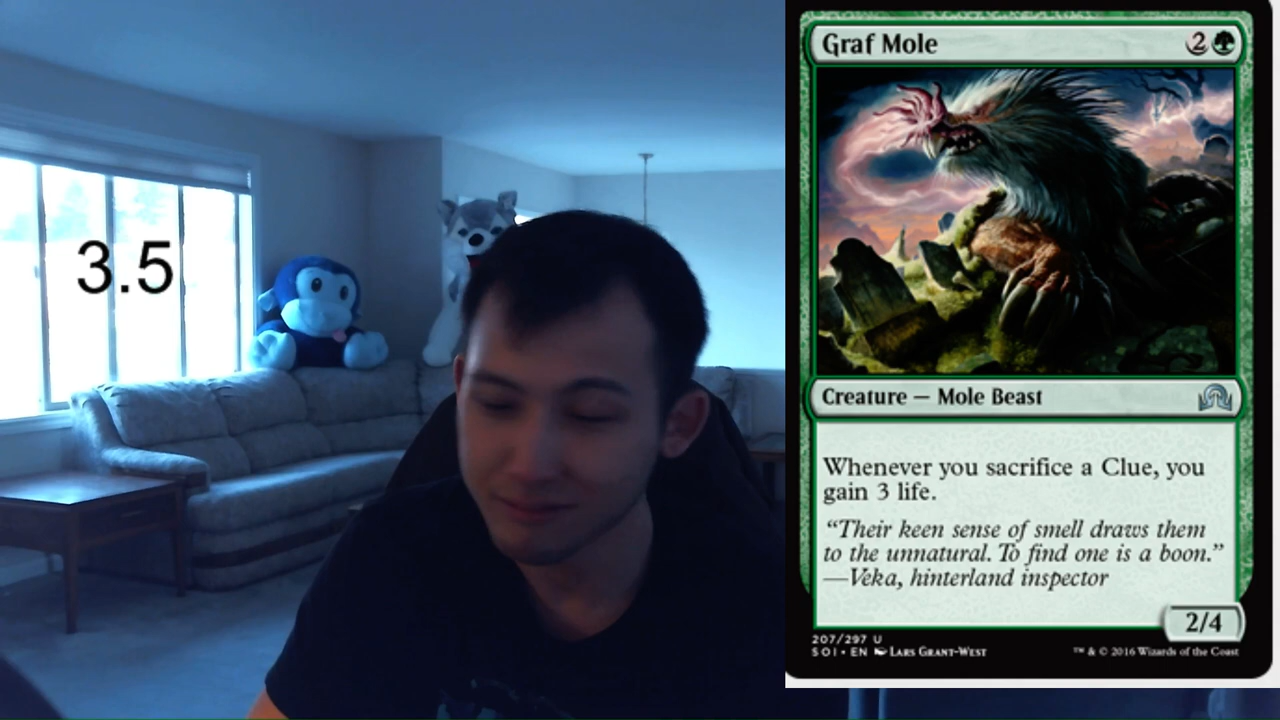 3.5
Graf Mole
2
Creature — Mole Beast
Whenever you sacrifice a Clue, you
gain 3 life.
“Their keen sense of smell draws them
to the unnatural. To find one is a boon.”
—Veka, hinterland inspector
2/4
207/297 U
SOI • EN LARS GRANT-WEST
™ & © 2016 Wizards of the Coast